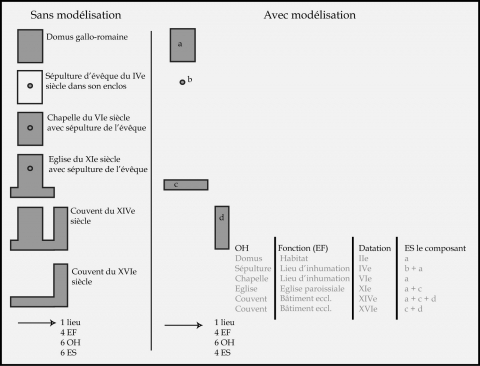 Sans modélisation
Avec modélisation
Domus gallo-romaine
a
Sépulture d'évêque du IVe
siècle dans son enclos
b
Chapelle du VIe siècle
avec sépulture de l'évêque
Eglise du XIe siècle
avec sépulture de l'évêque
c
Couvent du XIVe
siècle
d
OH Fonction (EF) Datation ES le composant
Domus Habitat IIe a
Sépulture Lieu d'inhumation IVe b + a
Chapelle Lieu d'inhumation VIe a
Eglise Eglise paroissiale XIe a + c
Couvent Bâtiment eccl. XIVe a + c + d
Couvent Bâtiment eccl. XVIe c + d
Couvent du XVIe
siècle
1 lieu
4 EF
6 OH
6 ES
1 lieu
4 EF
6 OH
4 ES